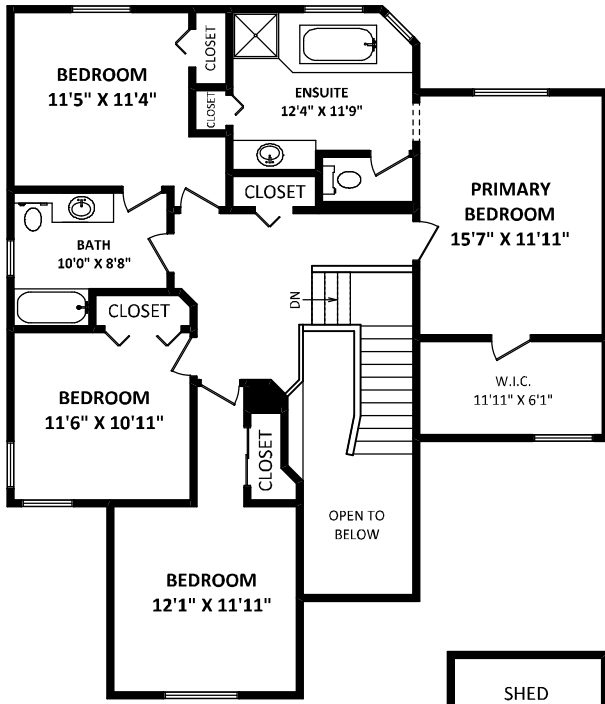 BEDROOM
11'5" X 11'4"
CLOSET
CLOSET
ENSUITE
12'4" X 11'9"
CLOSET
PRIMARY
BEDROOM
15'7" X 11'11"
BATH
10'0" X 8'8"
CLOSET
DN
BEDROOM
11'6" X 10'11"
W.I.C.
11'11" X 6'1"
CLOSET
OPEN TO
BELOW
BEDROOM
12'1" X 11'11"
SHED